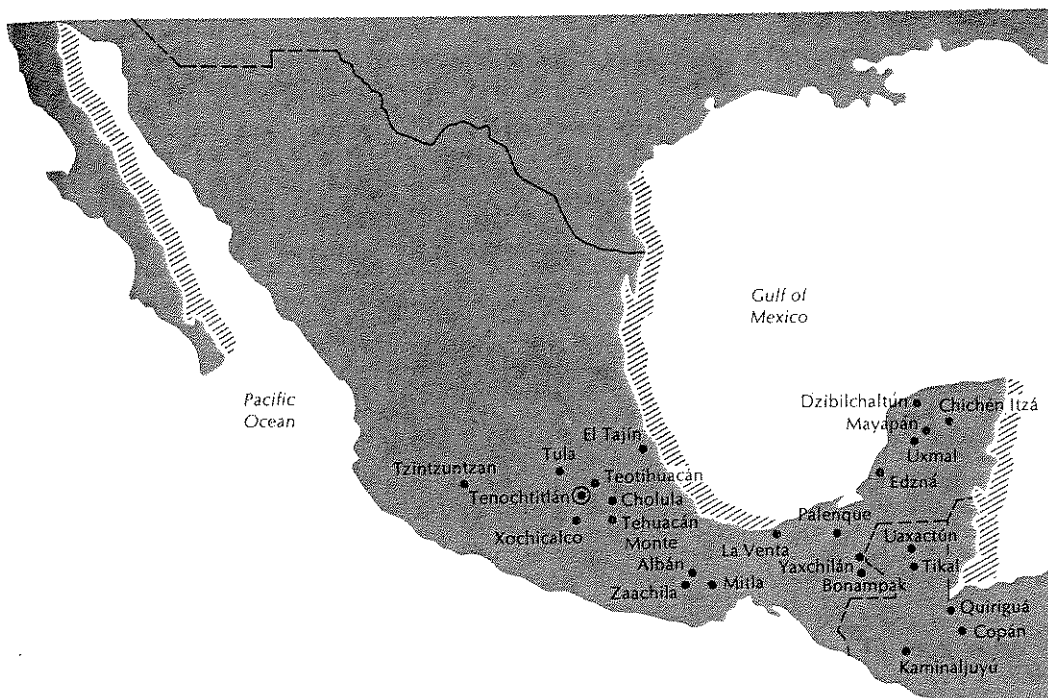 Gulf of
Mexico
Pacific
Ocean
Dzibilchaltún
Chichén Itzá
Mayapán
Uxmal
Edzná
El Tajín
Tula
Tzintzuntzan
Teotihuacán
Tenochtitlán
Cholula
Xochicalco
Tehuacán
Monte
Albán
Zaachila
Mitla
La Venta
Palenque
Uaxactún
Yaxchilán
Tikal
Bonampak
Quiriguá
Copán
Kaminaljuyú